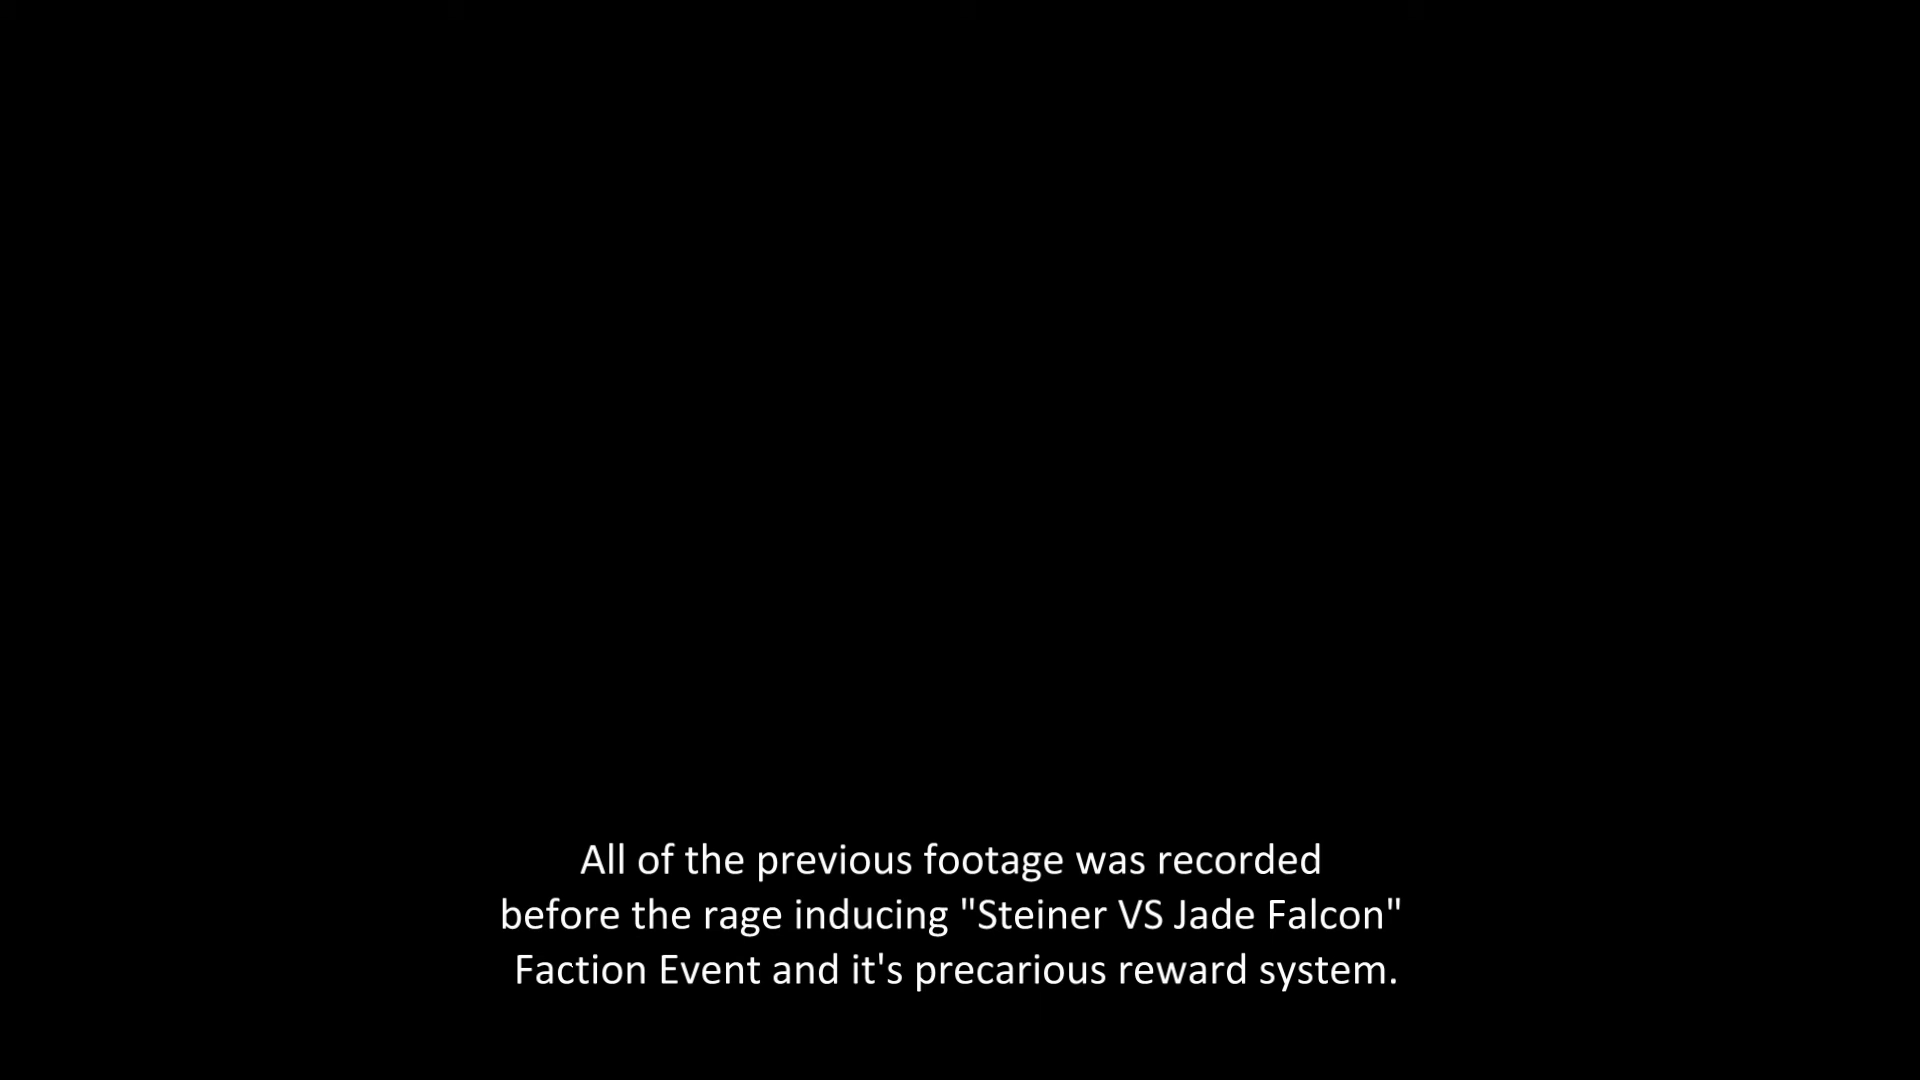 All of the previous footage was recorded
before the rage inducing "Steiner VS Jade Falcon"
Faction Event and it's precarious reward system.